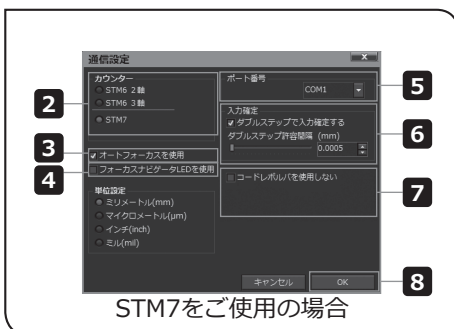 通信設定
x
カウンター
STM6 2軸
STM6 3軸
STM7
2
3
オートフォーカスを使用
4
フォーカスナビゲータLEDを使用
単位設定
ミリメートル(mm)
マイクロメートル(μm)
インチ(inch)
ミル(mil)
ポート番号
COM1
5
入力確定
ダブルステップで入力確定する
ダブルステップ許容間隔 (mm)
0.0005
6
コードレボルバを使用しない
7
キャンセル
OK
8
STM7をご使用の場合